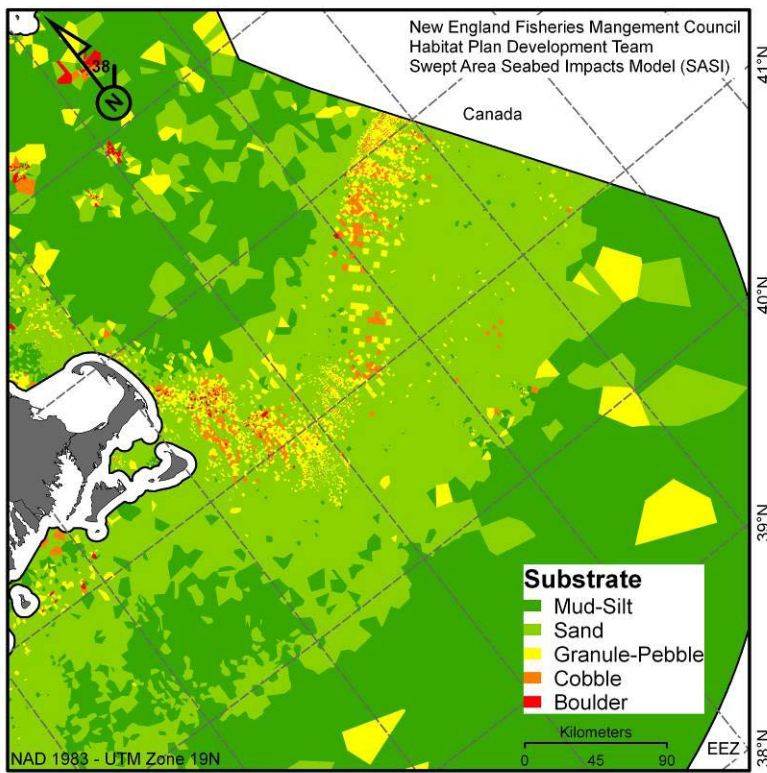 New England Fisheries Mangement Council
Habitat Plan Development Team
Swept Area Seabed Impacts Model (SASI)
38
N
Canada
41°N
40°N
39°N
Substrate
Mud-Silt
Sand
Granule-Pebble
Cobble
Boulder
Kilometers
0 45 90
NAD 1983 - UTM Zone 19N
EEZ
38°N